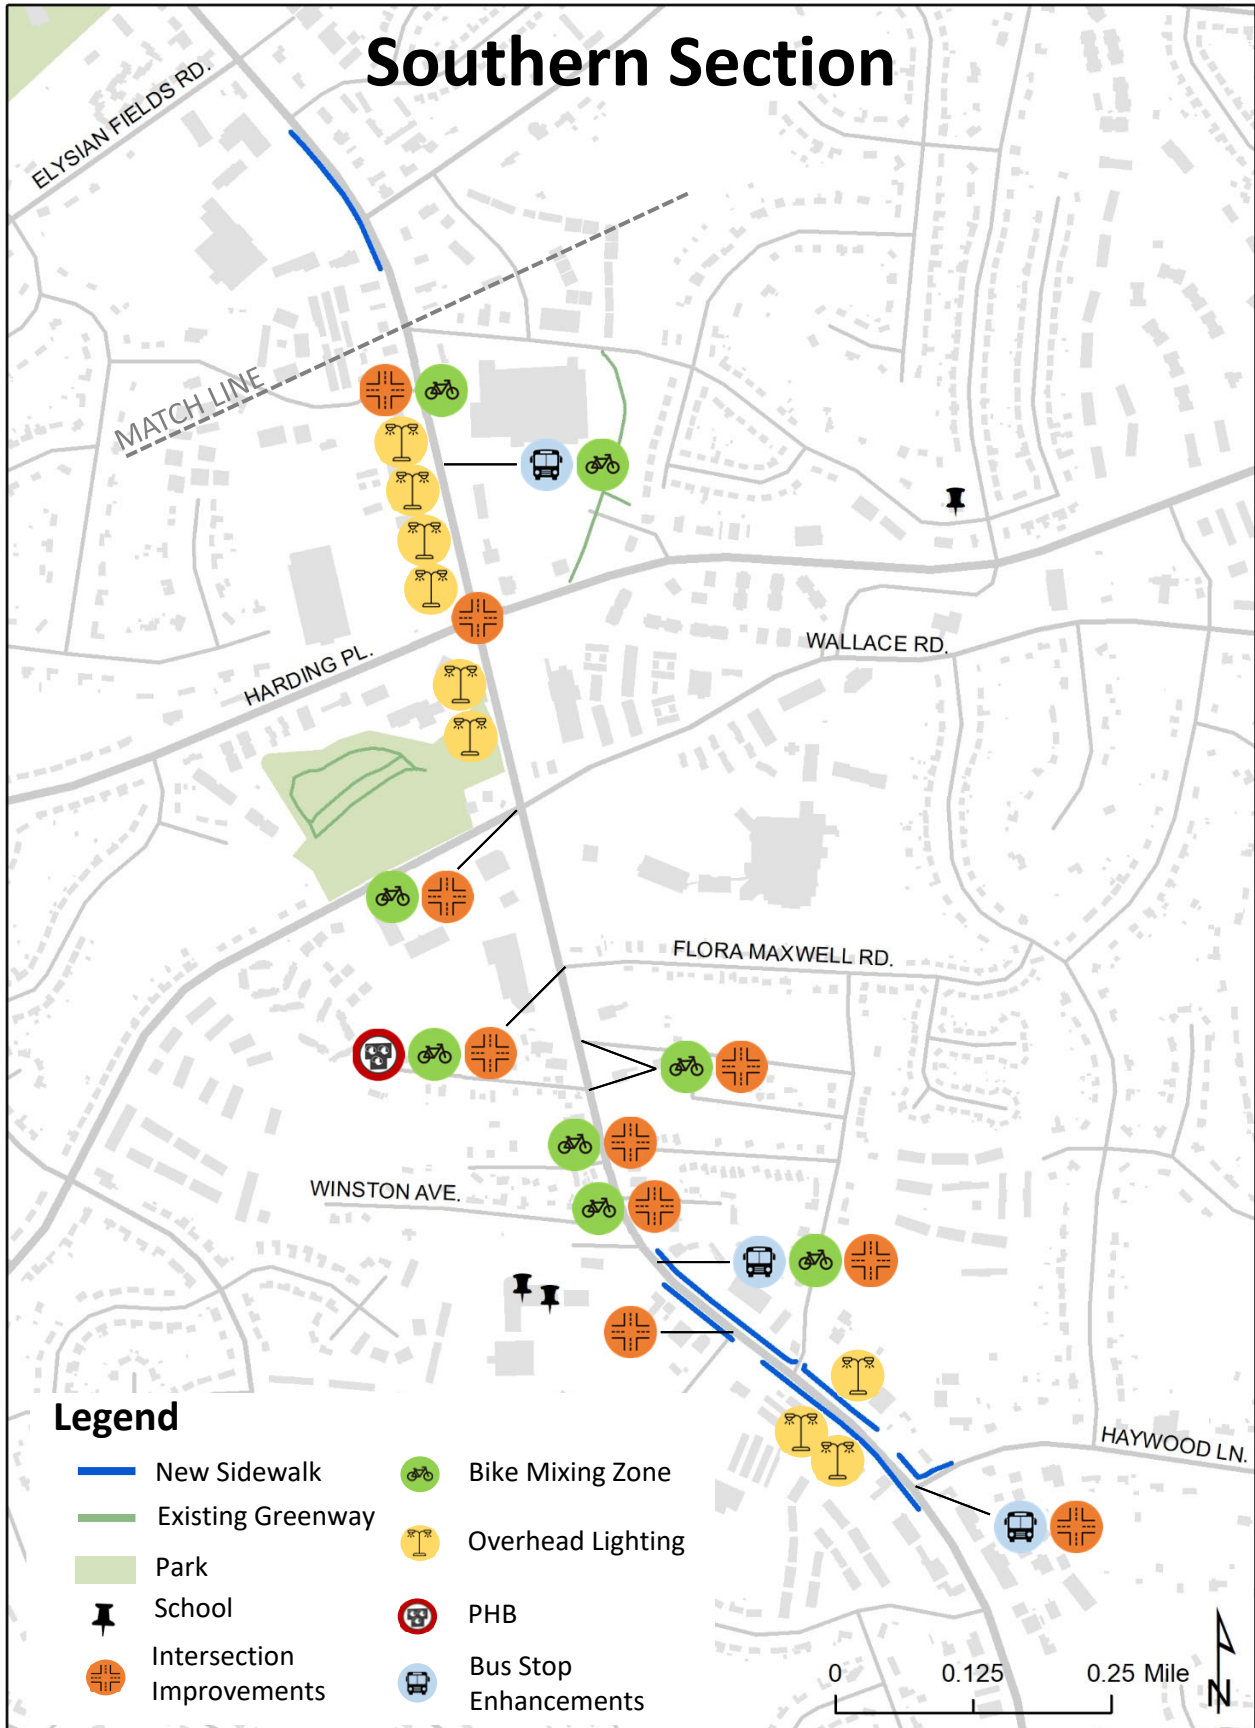 Southern Section
ELYSIAN FIELDS RD.
MATCH LINE
HARDING PL.
WALLACE RD.
FLORA MAXWELL RD.
WINSTON AVE.
HAYWOOD LN.
Legend
New Sidewalk
Existing Greenway
Park
School
Intersection
Improvements
Bike Mixing Zone
Overhead Lighting
PHB
Bus Stop
Enhancements
0 0.125 0.25 Mile
N